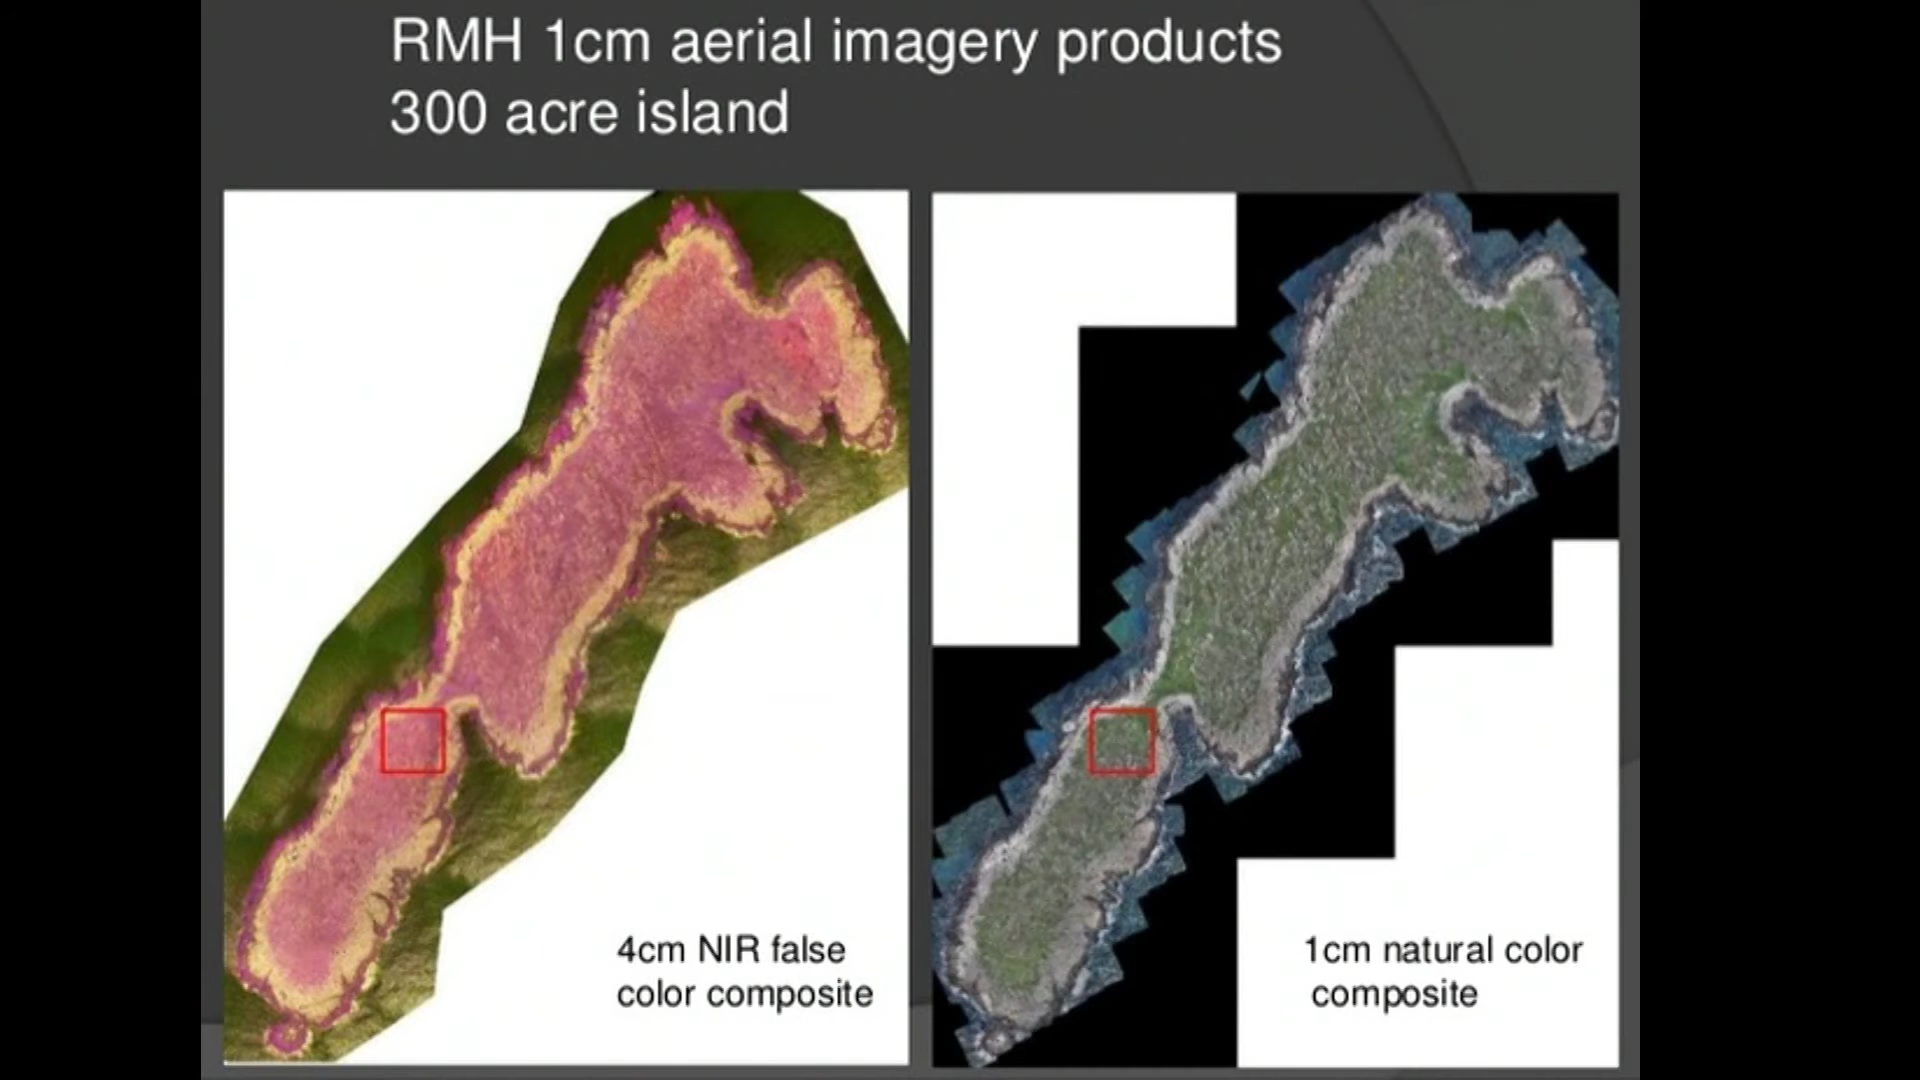 RMH 1cm aerial imagery products
300 acre island
4cm NIR false
color composite
1cm natural color
composite